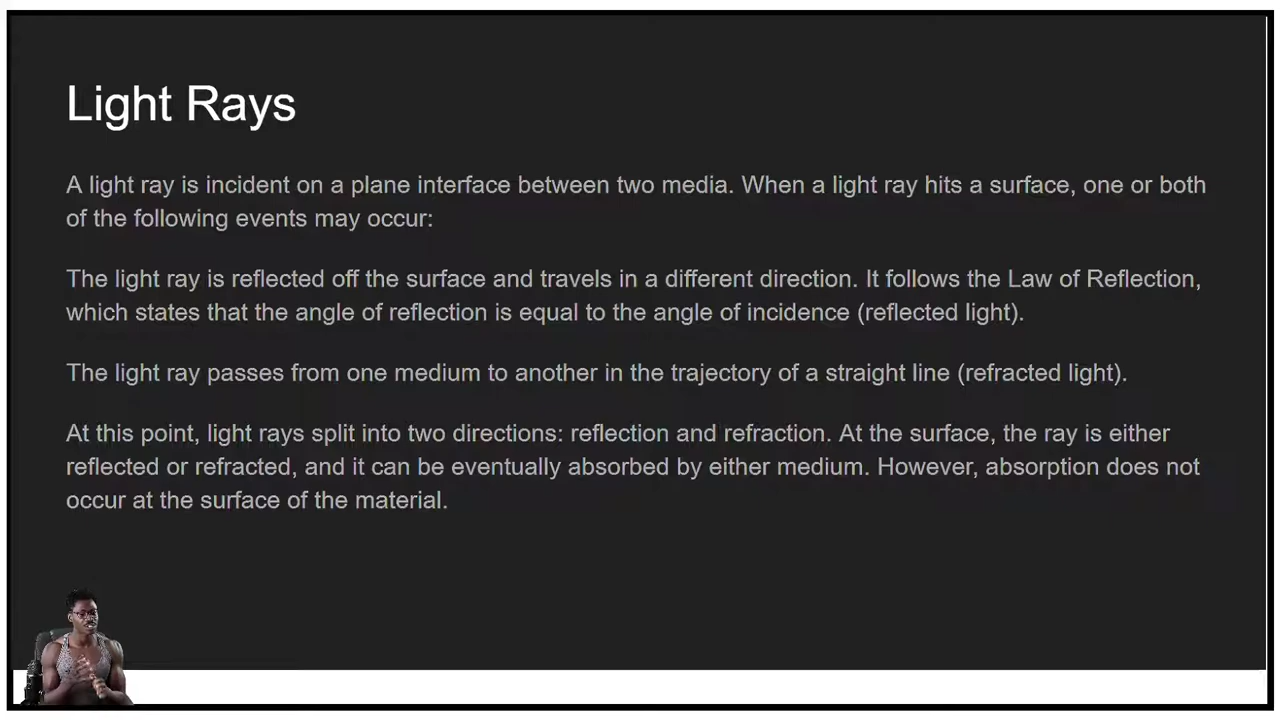 Light Rays
A light ray is incident on a plane interface between two media. When a light ray hits a surface, one or both
of the following events may occur:
The light ray is reflected off the surface and travels in a different direction. It follows the Law of Reflection,
which states that the angle of reflection is equal to the angle of incidence (reflected light).
The light ray passes from one medium to another in the trajectory of a straight line (refracted light).
At this point, light rays split into two directions: reflection and refraction. At the surface, the ray is either
reflected or refracted, and it can be eventually absorbed by either medium. However, absorption does not
occur at the surface of the material.